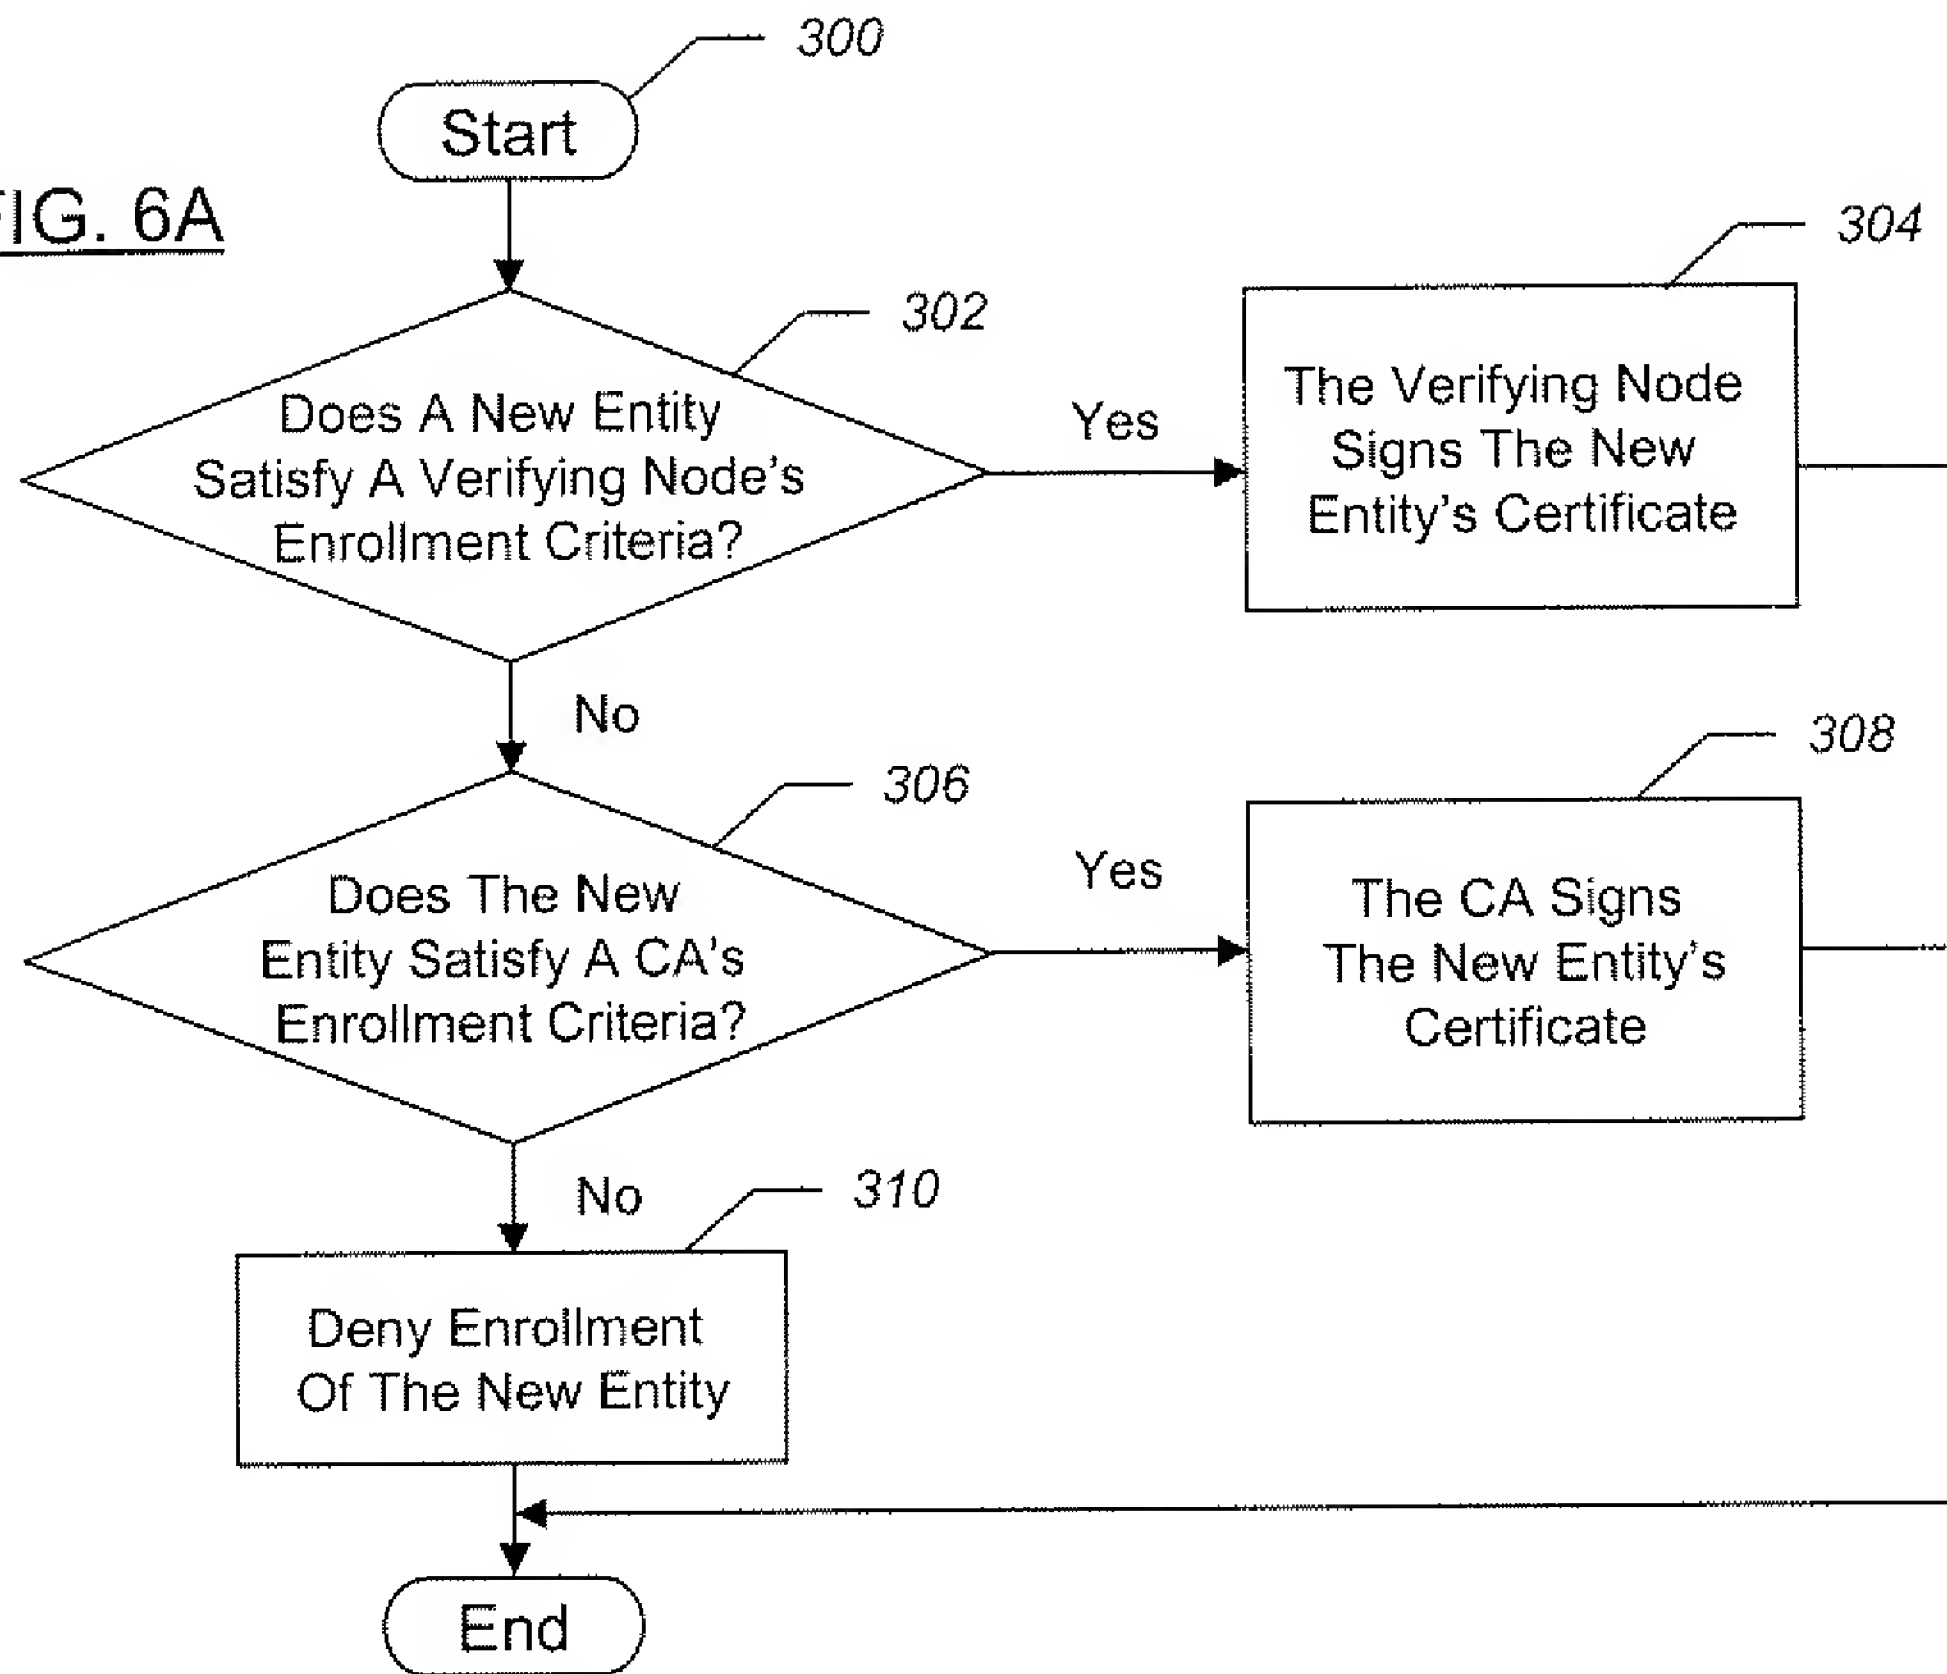 300
Start
FIG. 6A
304
302
Does A New Entity
Satisfy A Verifying Node's
Enrollment Criteria?
Yes
The Verifying Node
Signs The New
Entity's Certificate
No
308
306
Does The New
Entity Satisfy A CA's
Enrollment Criteria?
Yes
The CA Signs
The New Entity's
Certificate
No
310
Deny Enrollment
Of The New Entity
End